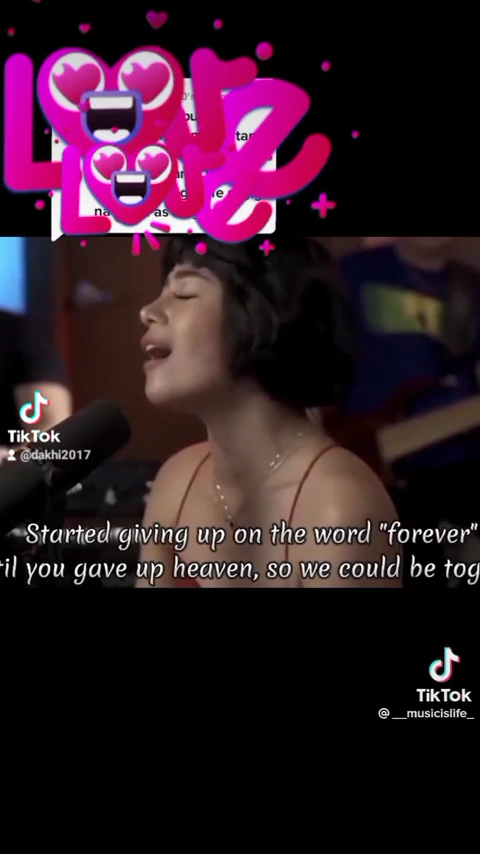 LOVE
LOVE
TikTok
@dakhi2017
Started giving up on the word "forever"
til you gave up heaven, so we could be tog
TikTok
@__musicislife_